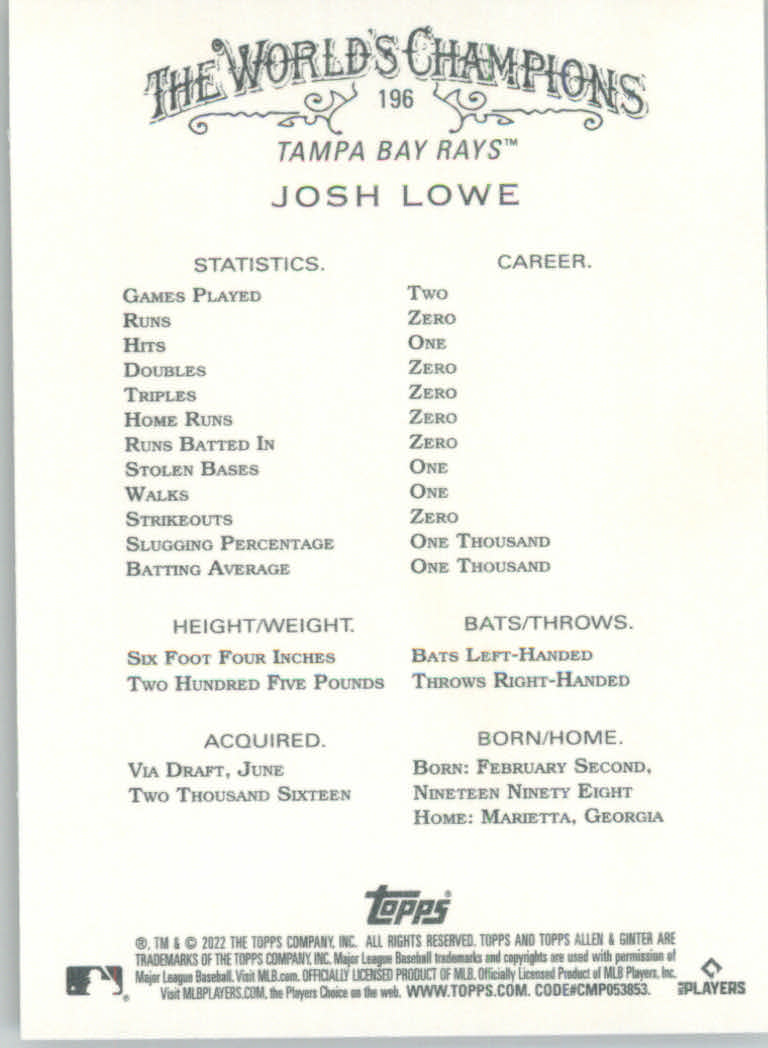 THE WORLD'S CHAMPIONS
196
TAMPA BAY RAYS™
JOSH LOWE
STATISTICS. CAREER.
GAMES PLAYED TWO
RUNS ZERO
HITS ONE
DOUBLES ZERO
TRIPLES ZERO
HOME RUNS ZERO
RUNS BATTED IN ZERO
STOLEN BASES ONE
WALKS ONE
STRIKEOUTS ZERO
SLUGGING PERCENTAGE ONE THOUSAND
BATTING AVERAGE ONE THOUSAND
HEIGHT/WEIGHT.
SIX FOOT FOUR INCHES
TWO HUNDRED FIVE POUNDS
BATS/THROWS.
BATS LEFT-HANDED
THROWS RIGHT-HANDED
ACQUIRED.
VIA DRAFT, JUNE
TWO THOUSAND SIXTEEN
BORN/HOME.
BORN: FEBRUARY SECOND,
NINETEEN NINETY EIGHT
HOME: MARIETTA, GEORGIA
topps®
®, TM & © 2022 THE TOPPS COMPANY, INC. ALL RIGHTS RESERVED. TOPPS AND TOPPS ALLEN & GINTER ARE
TRADEMARKS OF THE TOPPS COMPANY, INC. Major League Baseball trademarks and copyrights are used with permission of
Major League Baseball. Visit MLB.com. OFFICIALLY LICENSED PRODUCT OF MLB. Officially Licensed Product of MLB Players, Inc.
Visit MLBPLAYERS.COM, the Players Choice on the web. WWW.TOPPS.COM. CODE#CMP053853.
®
MLB PLAYERS